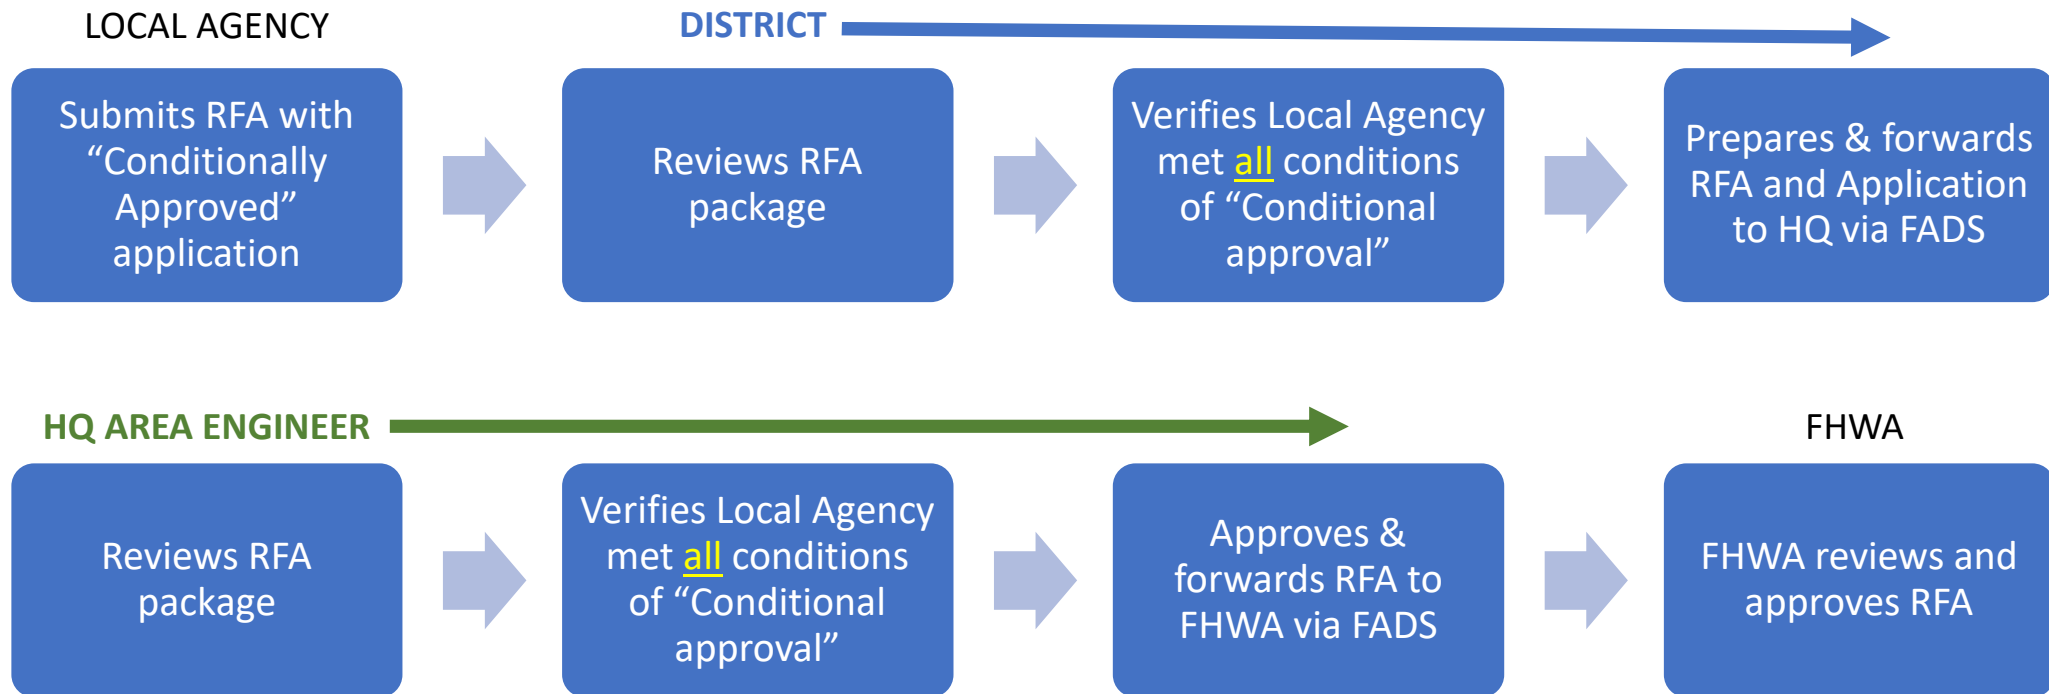 LOCAL AGENCY
DISTRICT
Submits RFA with
“Conditionally
Approved”
application
Reviews RFA
package
Verifies Local Agency
met all conditions
of “Conditional
approval”
Prepares & forwards
RFA and Application
to HQ via FADS
HQ AREA ENGINEER
FHWA
Reviews RFA
package
Verifies Local Agency
met all conditions
of “Conditional
approval”
Approves &
forwards RFA to
FHWA via FADS
FHWA reviews and
approves RFA